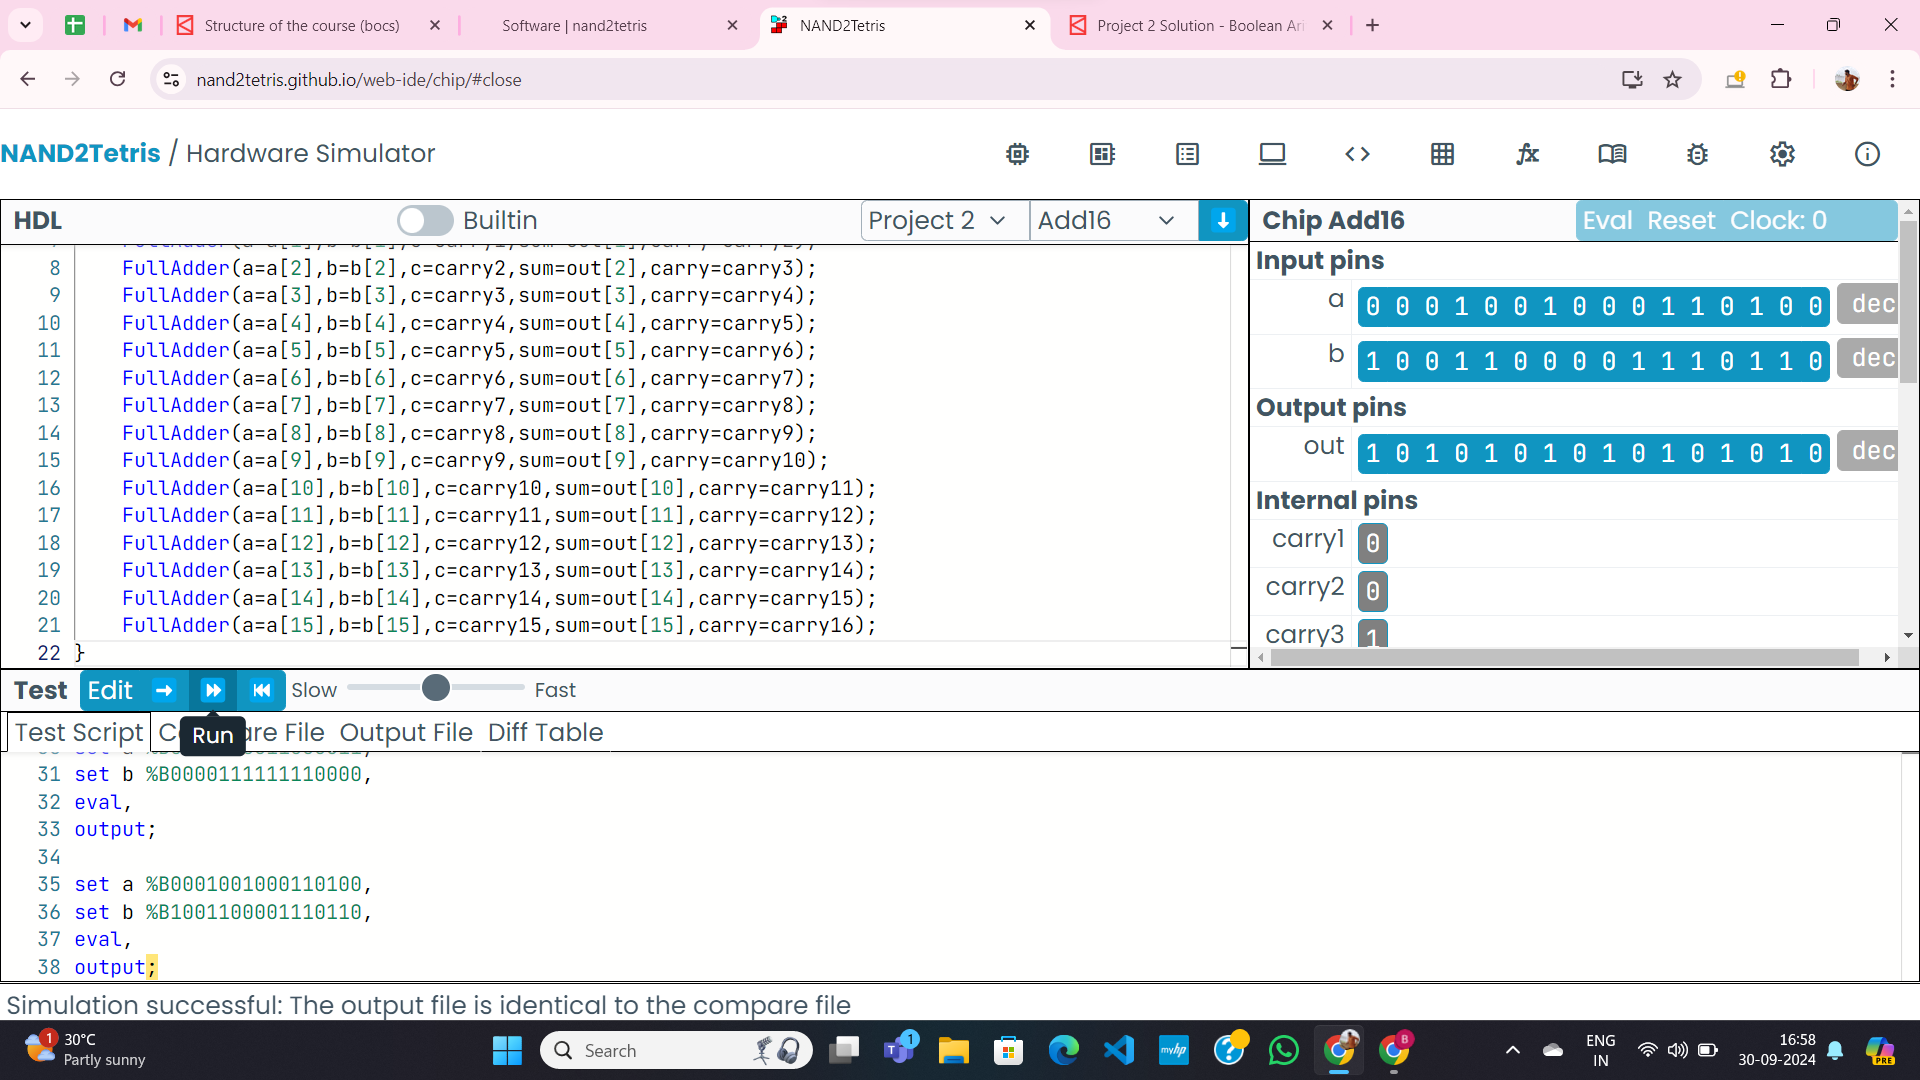 Structure of the course (bocs)
Software | nand2tetris
NAND2Tetris
Project 2 Solution - Boolean Ari
nand2tetris.github.io/web-ide/chip/#close
NAND2Tetris / Hardware Simulator
HDL
Builtin
Project 2
Add16
Chip Add16
Eval Reset Clock: 0
8 FullAdder(a=a[2],b=b[2],c=carry2,sum=out[2],carry=carry3);
9 FullAdder(a=a[3],b=b[3],c=carry3,sum=out[3],carry=carry4);
10 FullAdder(a=a[4],b=b[4],c=carry4,sum=out[4],carry=carry5);
11 FullAdder(a=a[5],b=b[5],c=carry5,sum=out[5],carry=carry6);
12 FullAdder(a=a[6],b=b[6],c=carry6,sum=out[6],carry=carry7);
13 FullAdder(a=a[7],b=b[7],c=carry7,sum=out[7],carry=carry8);
14 FullAdder(a=a[8],b=b[8],c=carry8,sum=out[8],carry=carry9);
15 FullAdder(a=a[9],b=b[9],c=carry9,sum=out[9],carry=carry10);
16 FullAdder(a=a[10],b=b[10],c=carry10,sum=out[10],carry=carry11);
17 FullAdder(a=a[11],b=b[11],c=carry11,sum=out[11],carry=carry12);
18 FullAdder(a=a[12],b=b[12],c=carry12,sum=out[12],carry=carry13);
19 FullAdder(a=a[13],b=b[13],c=carry13,sum=out[13],carry=carry14);
20 FullAdder(a=a[14],b=b[14],c=carry14,sum=out[14],carry=carry15);
21 FullAdder(a=a[15],b=b[15],c=carry15,sum=out[15],carry=carry16);
22 }
Input pins
a 0 0 0 1 0 0 1 0 0 0 1 1 0 1 0 0 dec
b 1 0 0 1 1 0 0 0 0 1 1 1 0 1 1 0 dec
Output pins
out 1 0 1 0 1 0 1 0 1 0 1 0 1 0 1 0 dec
Internal pins
carry1 0
carry2 0
carry3 1
Test Edit Slow Fast
Test Script are File Output File Diff Table
Run
31 set b %B0000111111110000,
32 eval,
33 output;
34
35 set a %B0001001000110100,
36 set b %B1001100001110110,
37 eval,
38 output;
Simulation successful: The output file is identical to the compare file
1
30°C
Partly sunny
Search
1
myhp
B
ENG
IN
16:58
30-09-2024
PRE